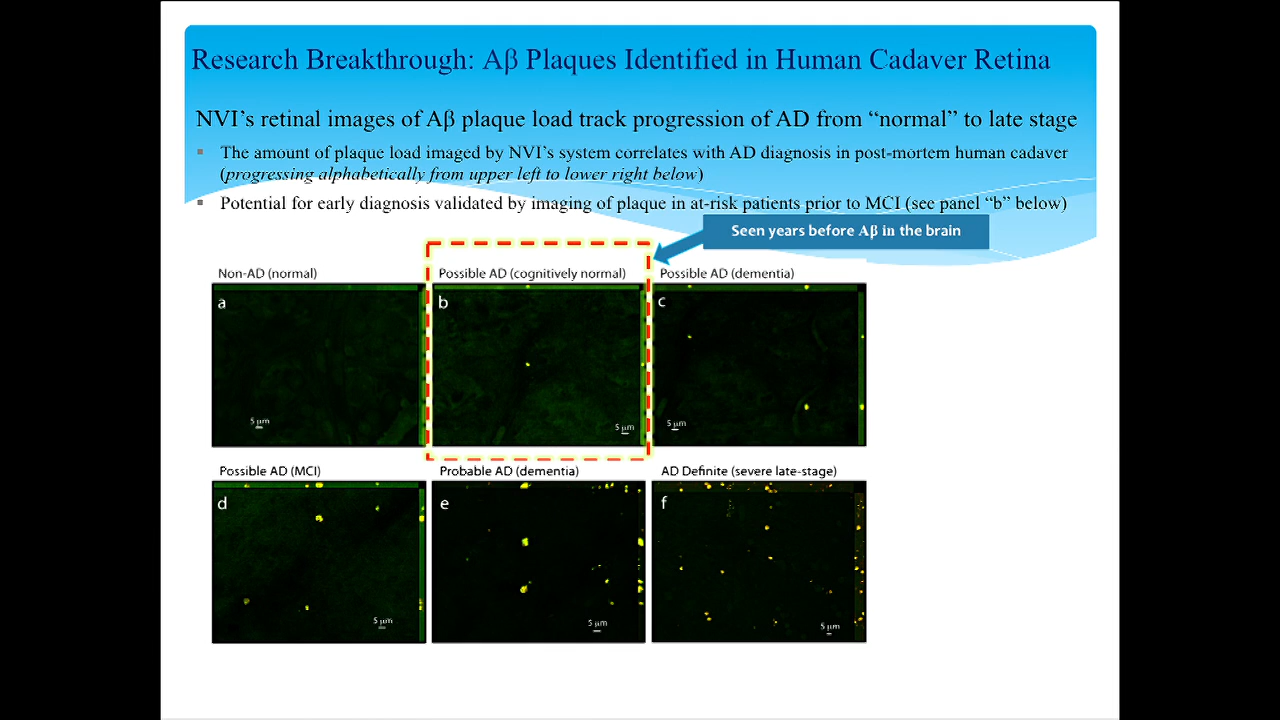 Research Breakthrough: Aβ Plaques Identified in Human Cadaver Retina
NVI’s retinal images of Aβ plaque load track progression of AD from “normal” to late stage
▪ The amount of plaque load imaged by NVI’s system correlates with AD diagnosis in post-mortem human cadaver
(progressing alphabetically from upper left to lower right below)
▪ Potential for early diagnosis validated by imaging of plaque in at-risk patients prior to MCI (see panel “b” below)
Seen years before Aβ in the brain
Non-AD (normal)
a
5 µm
Possible AD (cognitively normal)
b
5 µm
Possible AD (dementia)
c
5 µm
Possible AD (MCI)
d
5 µm
Probable AD (dementia)
e
5 µm
AD Definite (severe late-stage)
f
5 µm